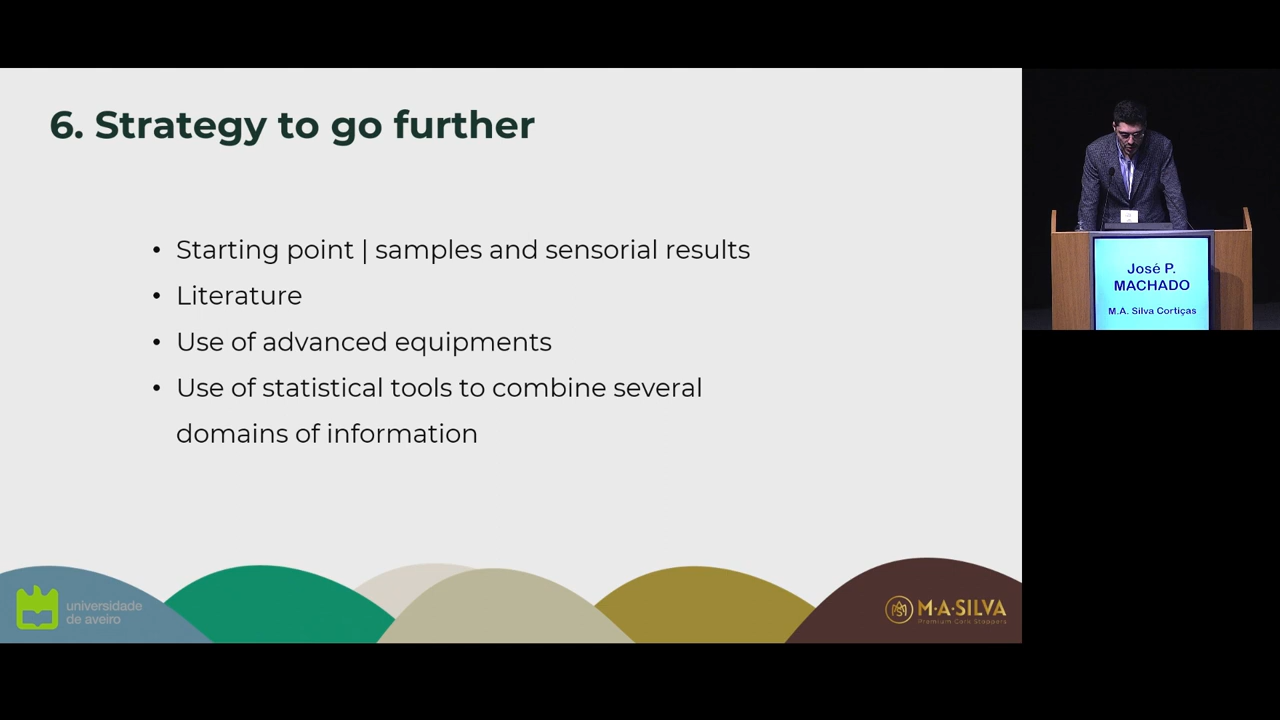 6. Strategy to go further
• Starting point | samples and sensorial results
• Literature
• Use of advanced equipments
• Use of statistical tools to combine several
domains of information
universidade
de aveiro
M·A·SILVA
Premium Cork Stoppers
José P.
MACHADO
M.A. Silva Cortiças